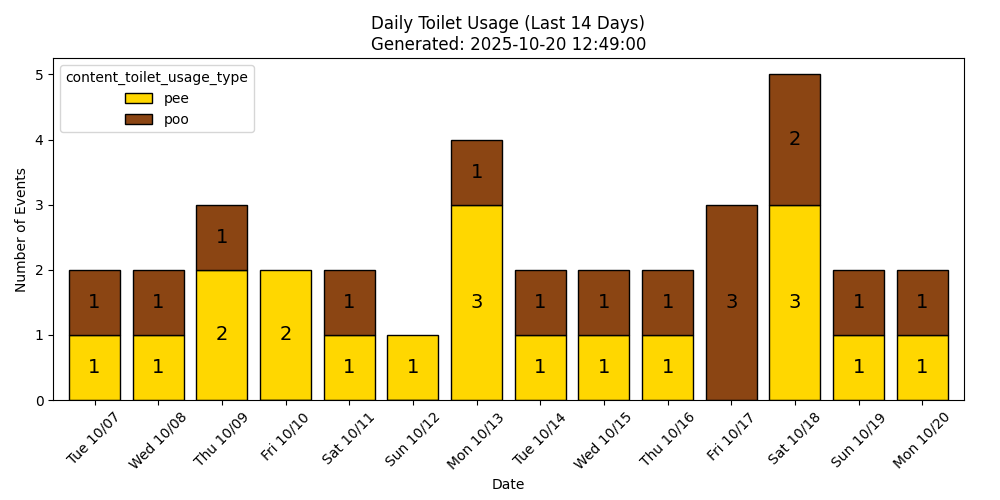 Daily Toilet Usage (Last 14 Days)
Generated: 2025-10-20 12:49:00
content_toilet_usage_type
pee
poo
Number of Events
5
4
3
2
1
0
1 1 1 1 1 1 1 1 3 2 1 1
1 1 2 2 1 1 3 1 1 1 3 1 1
Tue 10/07
Wed 10/08
Thu 10/09
Fri 10/10
Sat 10/11
Sun 10/12
Mon 10/13
Tue 10/14
Wed 10/15
Thu 10/16
Fri 10/17
Sat 10/18
Sun 10/19
Mon 10/20
Date